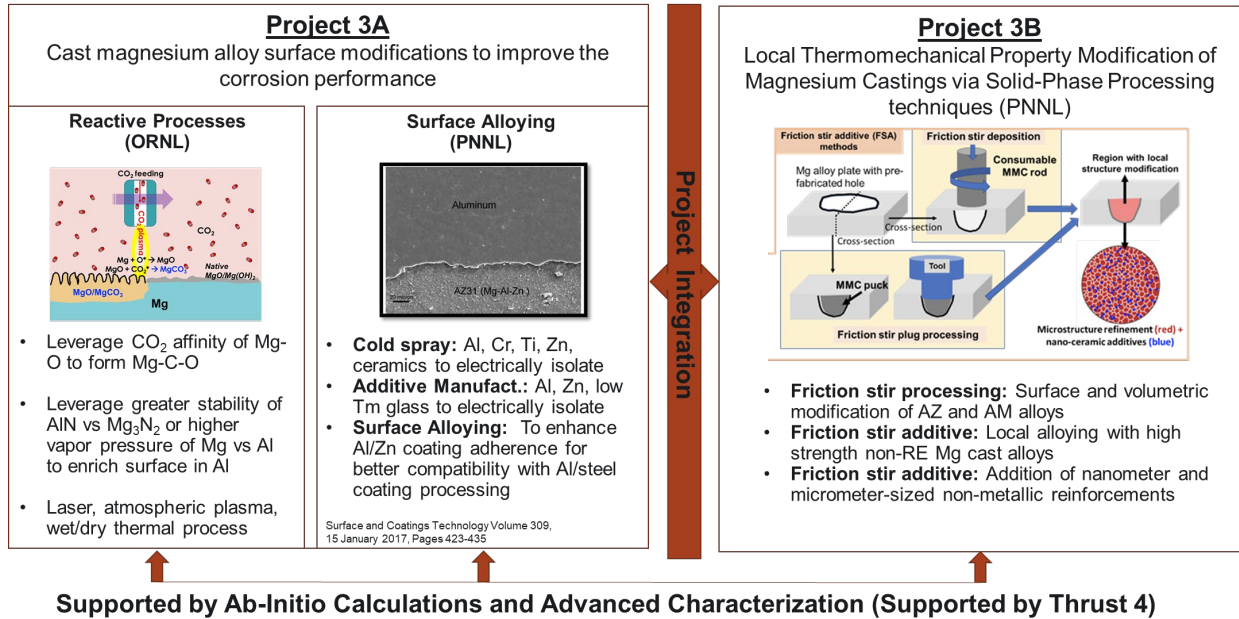 Project 3A
Cast magnesium alloy surface modifications to improve the
corrosion performance
Reactive Processes
(ORNL)
CO2 feeding
CO2 plasma
CO2
Mg + O* → MgO
MgO + CO2* → MgCO3
Native
MgO/Mg(OH)2
MgO/MgCO3
Mg
• Leverage CO2 affinity of Mg-
O to form Mg-C-O
• Leverage greater stability of
AlN vs Mg3N2 or higher
vapor pressure of Mg vs Al
to enrich surface in Al
• Laser, atmospheric plasma,
wet/dry thermal process
Surface Alloying
(PNNL)
Aluminum
AZ31 (Mg-Al-Zn )
20 micron
• Cold spray: Al, Cr, Ti, Zn,
ceramics to electrically isolate
• Additive Manufact.: Al, Zn, low
Tm glass to electrically isolate
• Surface Alloying: To enhance
Al/Zn coating adherence for
better compatibility with Al/steel
coating processing
Surface and Coatings Technology Volume 309,
15 January 2017, Pages 423-435
Project Integration
Project 3B
Local Thermomechanical Property Modification of
Magnesium Castings via Solid-Phase Processing
techniques (PNNL)
Friction stir additive (FSA)
methods
Mg alloy plate with pre-
fabricated hole
Cross-section
Cross-section
Friction stir deposition
Consumable
MMC rod
Region with local
structure modification
MMC puck
Tool
Friction stir plug processing
Microstructure refinement (red) +
nano-ceramic additives (blue)
• Friction stir processing: Surface and volumetric
modification of AZ and AM alloys
• Friction stir additive: Local alloying with high
strength non-RE Mg cast alloys
• Friction stir additive: Addition of nanometer and
micrometer-sized non-metallic reinforcements
Supported by Ab-Initio Calculations and Advanced Characterization (Supported by Thrust 4)